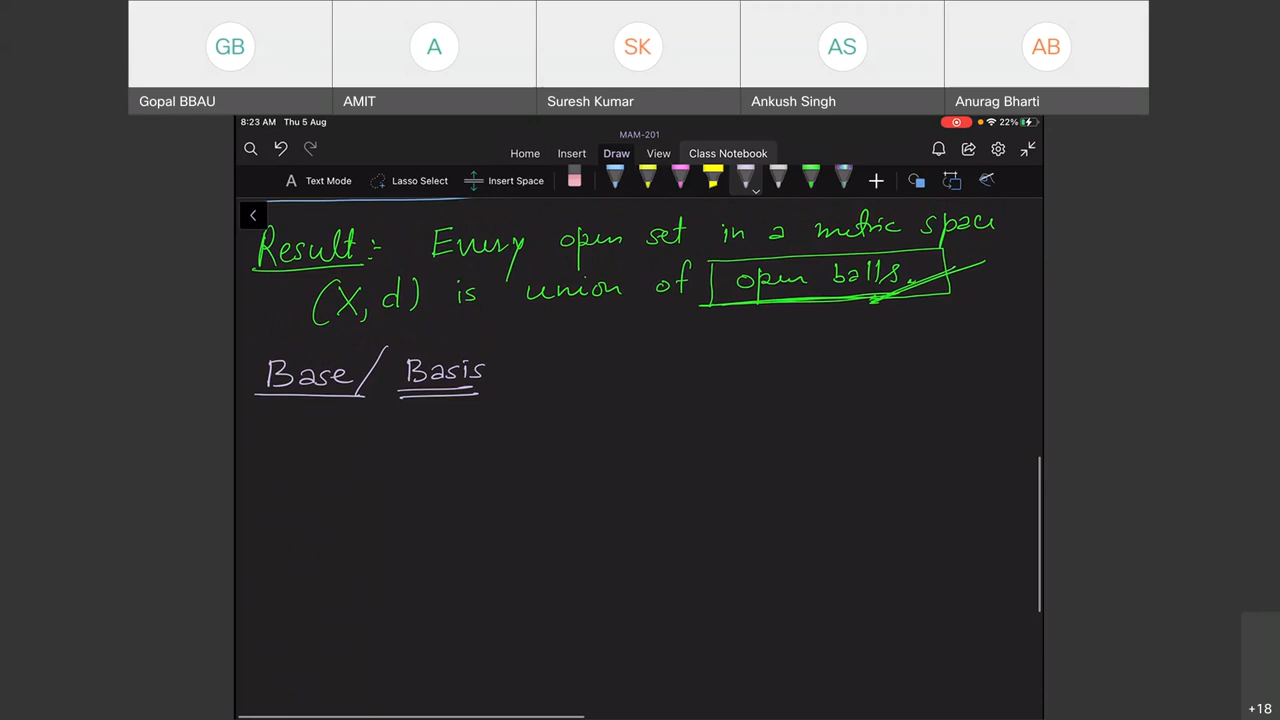 GB
A
SK
AS
AB
Gopal BBAU
AMIT
Suresh Kumar
Ankush Singh
Anurag Bharti
8:23 AM Thu 5 Aug
22%
MAM-201
Home Insert Draw View Class Notebook
Text Mode Lasso Select Insert Space
Result:- Every open set in a metric space
(X, d) is union of open balls.
Base/ Basis
+18